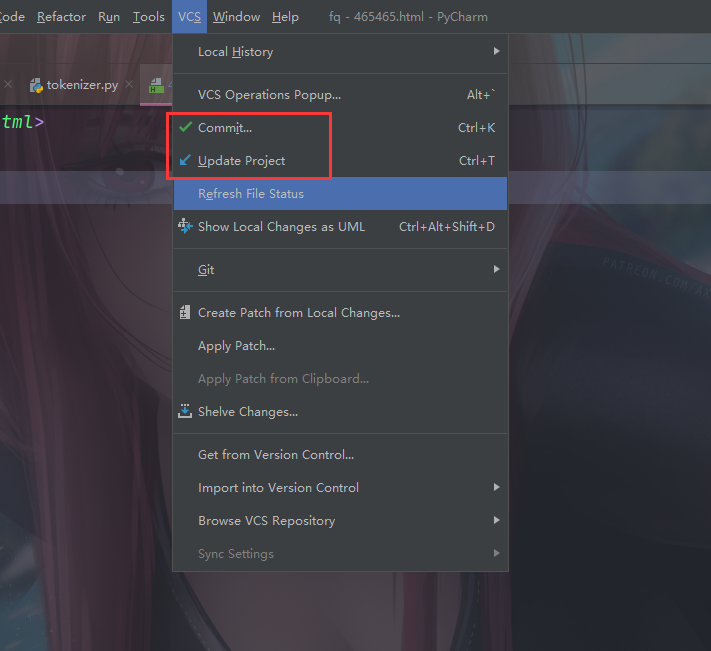 Code Refactor Run Tools VCS Window Help fq - 465465.html - PyCharm
Local History
tokenizer.py
VCS Operations Popup... Alt+`
tml>
Commit... Ctrl+K
Update Project Ctrl+T
Refresh File Status
Show Local Changes as UML Ctrl+Alt+Shift+D
Git
PATREON.COM/
Create Patch from Local Changes...
Apply Patch...
Apply Patch from Clipboard...
Shelve Changes...
Get from Version Control...
Import into Version Control
Browse VCS Repository
Sync Settings